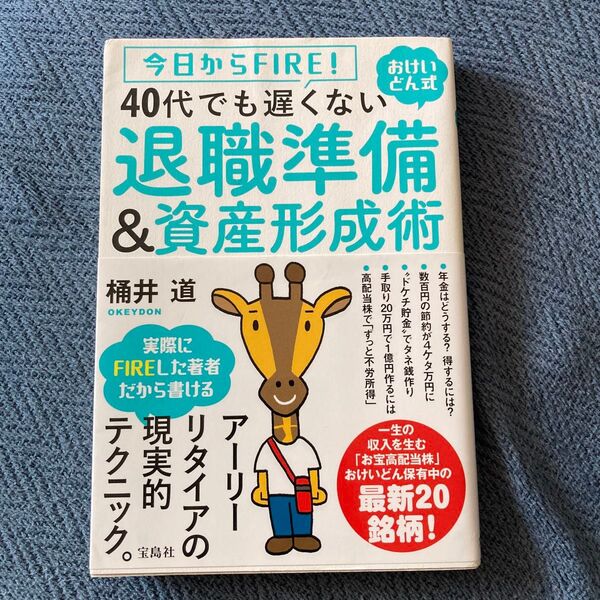 今日からFIRE!
おけい
どん式
40代でも遅くない
退職準備
&資産形成術
桶井 道
OKEYDON
● 年金はどうする? 得するには?
● 数百円の節約が4ケタ万円に
● "ドケチ貯金"でタネ銭作り
● 手取り20万円で1億円作るには
● 高配当株で「ずっと不労所得」
実際に
FIREした著者
だから書ける
アーリー
リタイアの
現実的
テクニック。
一生の
収入を生む
「お宝高配当株」
おけいどん保有中の
最新20
銘柄!
宝島社